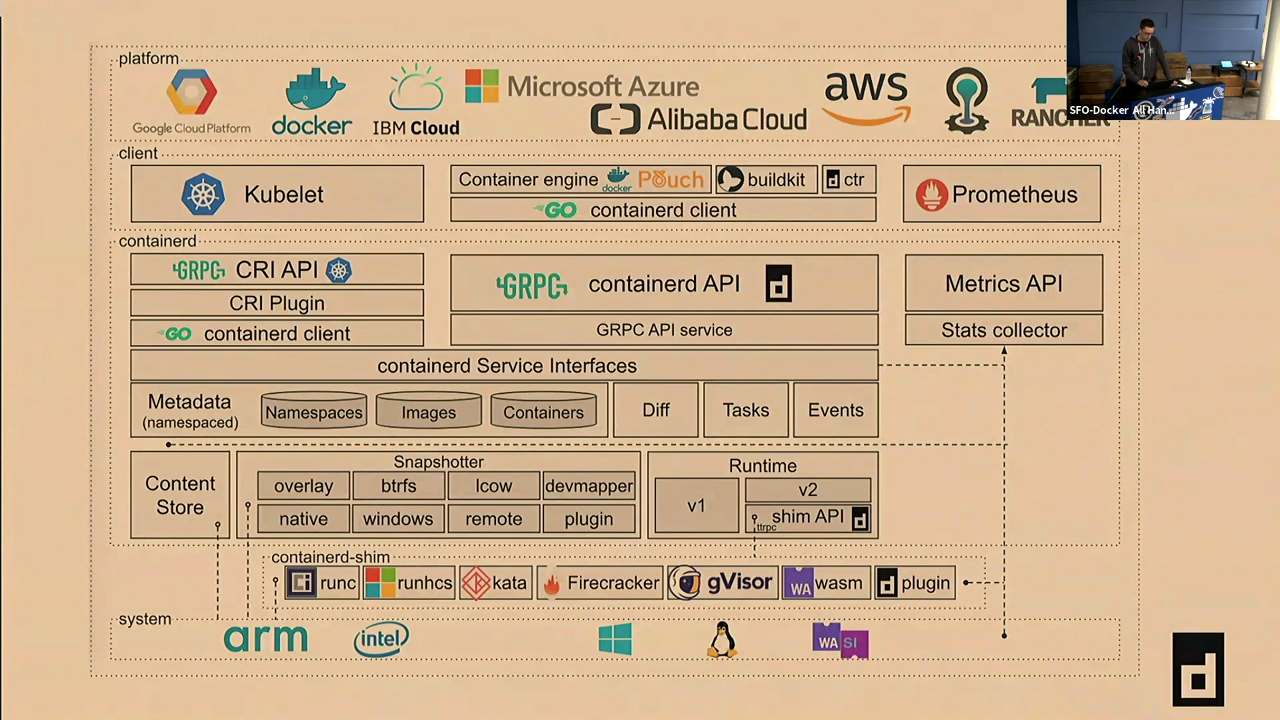 platform
Google Cloud Platform
docker
IBM Cloud
Microsoft Azure
Alibaba Cloud
aws
RANCHER
SFO-Docker All Han...
client
Kubelet
Container engine docker Pouch
buildkit
d ctr
GO containerd client
Prometheus
containerd
GRPC CRI API
CRI Plugin
GO containerd client
GRPC containerd API d
GRPC API service
Metrics API
Stats collector
containerd Service Interfaces
Metadata
(namespaced)
Namespaces
Images
Containers
Diff
Tasks
Events
Content
Store
Snapshotter
overlay
btrfs
lcow
devmapper
native
windows
remote
plugin
Runtime
v1
v2
shim API d
ttrpc
containerd-shim
Ci runc
runhcs
kata
Firecracker
gVisor
WA wasm
d plugin
system
arm
intel
WA SI
d